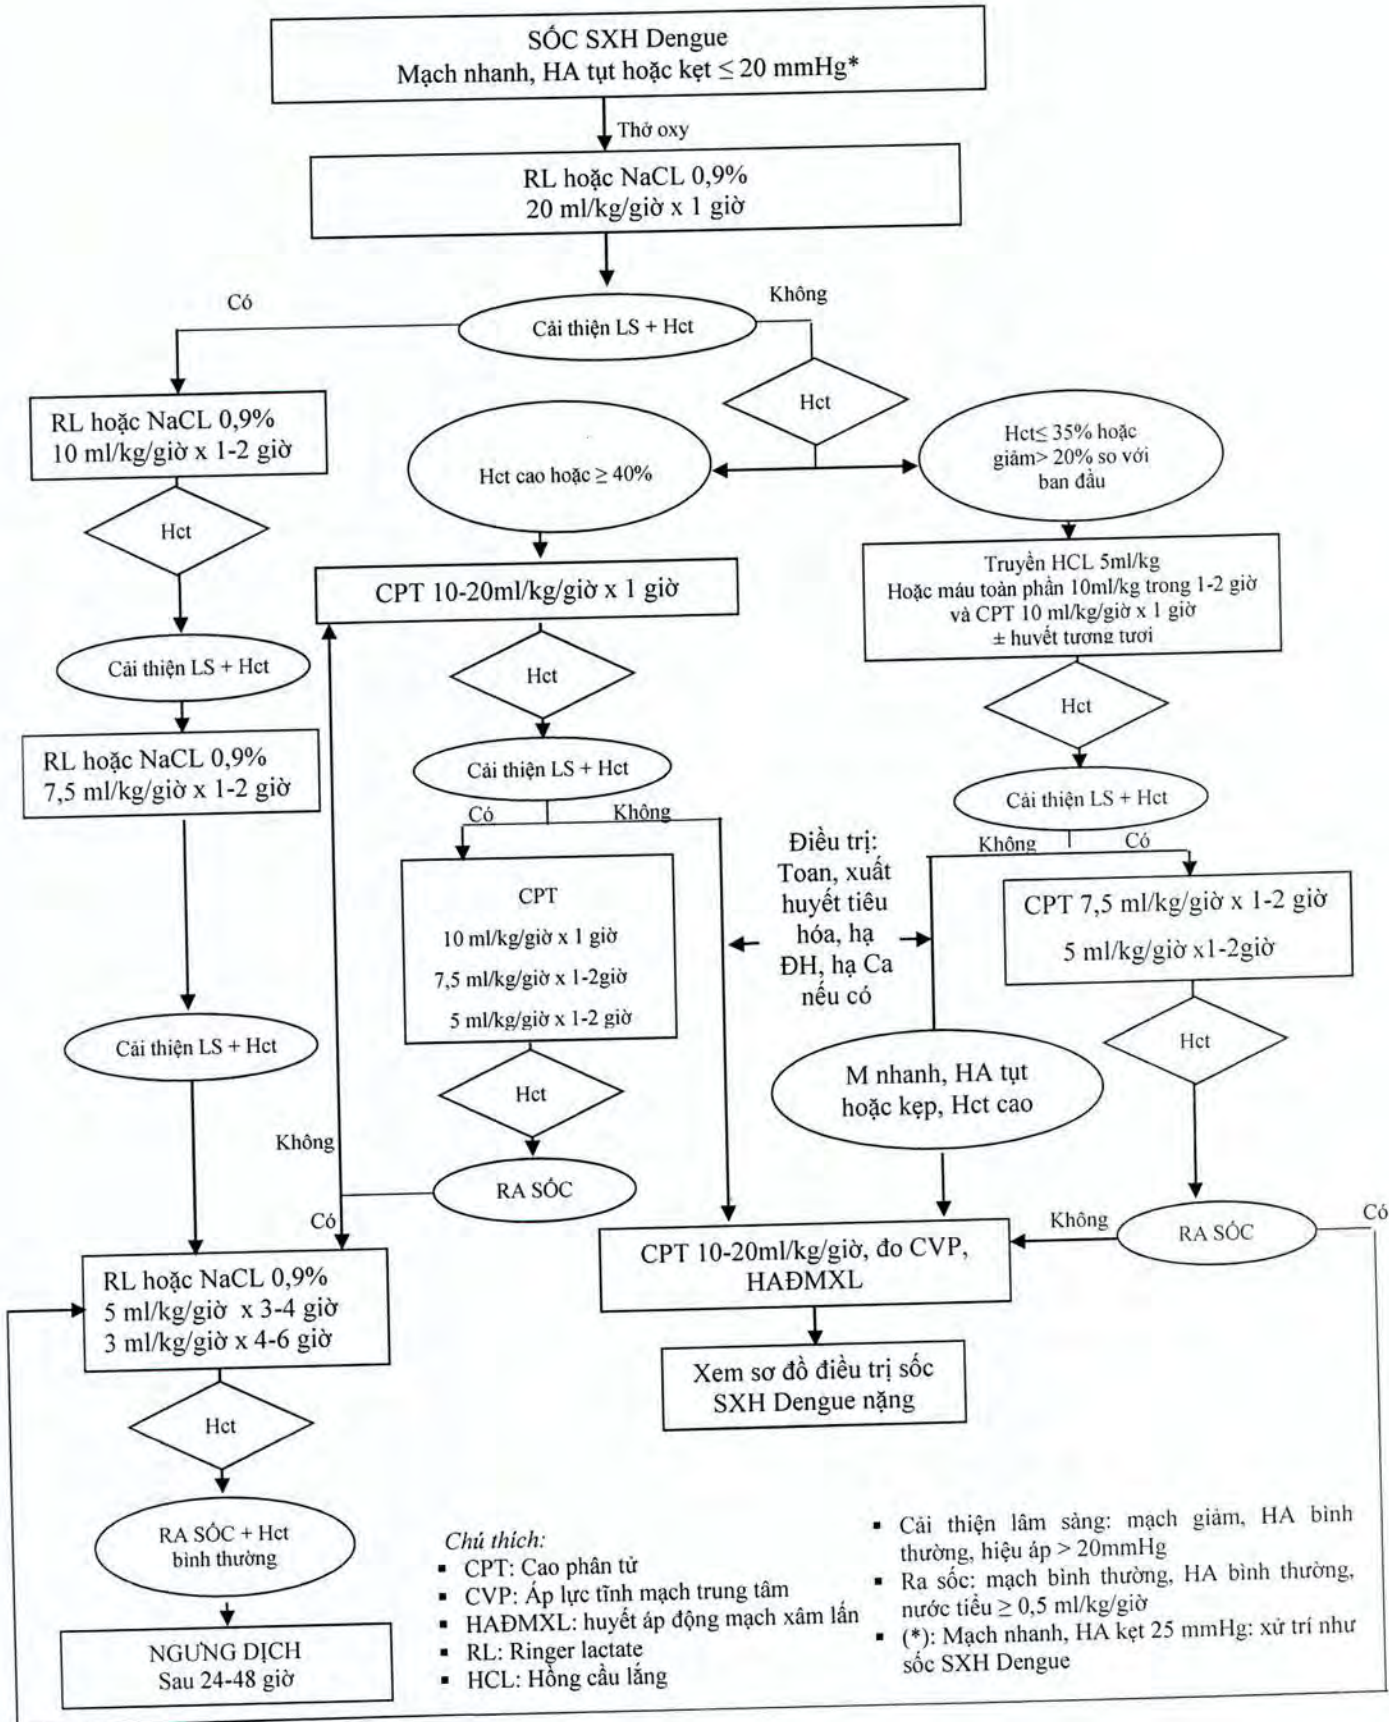 SỐC SXH Dengue
Mạch nhanh, HA tụt hoặc kẹt ≤ 20 mmHg*
Thở oxy
RL hoặc NaCL 0,9%
20 ml/kg/giờ x 1 giờ
Có
Không
Cải thiện LS + Hct
Hct
RL hoặc NaCL 0,9%
10 ml/kg/giờ x 1-2 giờ
Hct cao hoặc ≥ 40%
Hct≤ 35% hoặc
giảm> 20% so với
ban đầu
Hct
CPT 10-20ml/kg/giờ x 1 giờ
Truyền HCL 5ml/kg
Hoặc máu toàn phần 10ml/kg trong 1-2 giờ
và CPT 10 ml/kg/giờ x 1 giờ
± huyết tương tươi
Cải thiện LS + Hct
Hct
Hct
RL hoặc NaCL 0,9%
7,5 ml/kg/giờ x 1-2 giờ
Cải thiện LS + Hct
Cải thiện LS + Hct
Có
Không
Không
Có
Điều trị:
Toan, xuất
huyết tiêu
hóa, hạ
ĐH, hạ Ca
nếu có
CPT
10 ml/kg/giờ x 1 giờ
7,5 ml/kg/giờ x 1-2giờ
5 ml/kg/giờ x 1-2 giờ
CPT 7,5 ml/kg/giờ x 1-2 giờ
5 ml/kg/giờ x1-2giờ
Cải thiện LS + Hct
Hct
M nhanh, HA tụt
hoặc kẹp, Hct cao
Hct
Không
RA SỐC
Có
RL hoặc NaCL 0,9%
5 ml/kg/giờ x 3-4 giờ
3 ml/kg/giờ x 4-6 giờ
CPT 10-20ml/kg/giờ, đo CVP,
HAĐMXL
Không
RA SỐC
Có
Xem sơ đồ điều trị sốc
SXH Dengue nặng
Hct
RA SỐC + Hct
bình thường
NGƯNG DỊCH
Sau 24-48 giờ
Chú thích:
▪ CPT: Cao phân tử
▪ CVP: Áp lực tĩnh mạch trung tâm
▪ HAĐMXL: huyết áp động mạch xâm lấn
▪ RL: Ringer lactate
▪ HCL: Hồng cầu lắng
▪ Cải thiện lâm sàng: mạch giảm, HA bình
thường, hiệu áp > 20mmHg
▪ Ra sốc: mạch bình thường, HA bình thường,
nước tiểu ≥ 0,5 ml/kg/giờ
▪ (*): Mạch nhanh, HA kẹt 25 mmHg: xử trí như
sốc SXH Dengue